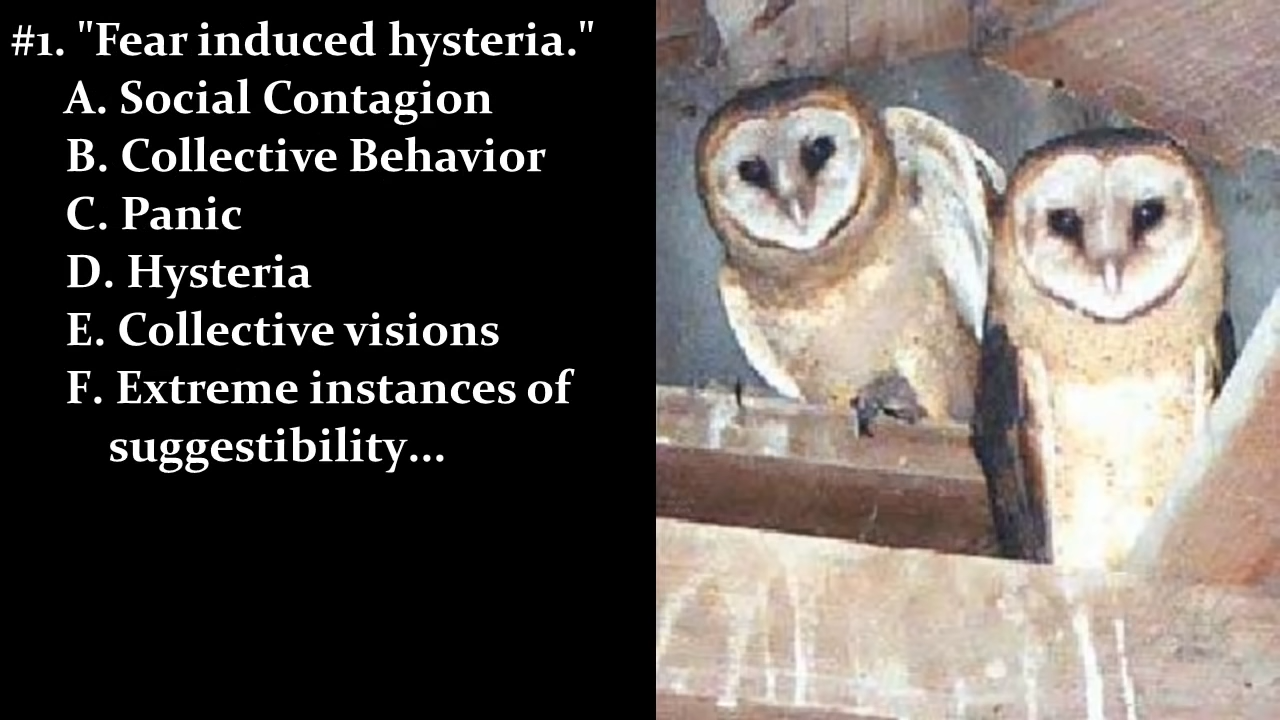 #1. "Fear induced hysteria."
A. Social Contagion
B. Collective Behavior
C. Panic
D. Hysteria
E. Collective visions
F. Extreme instances of
suggestibility...